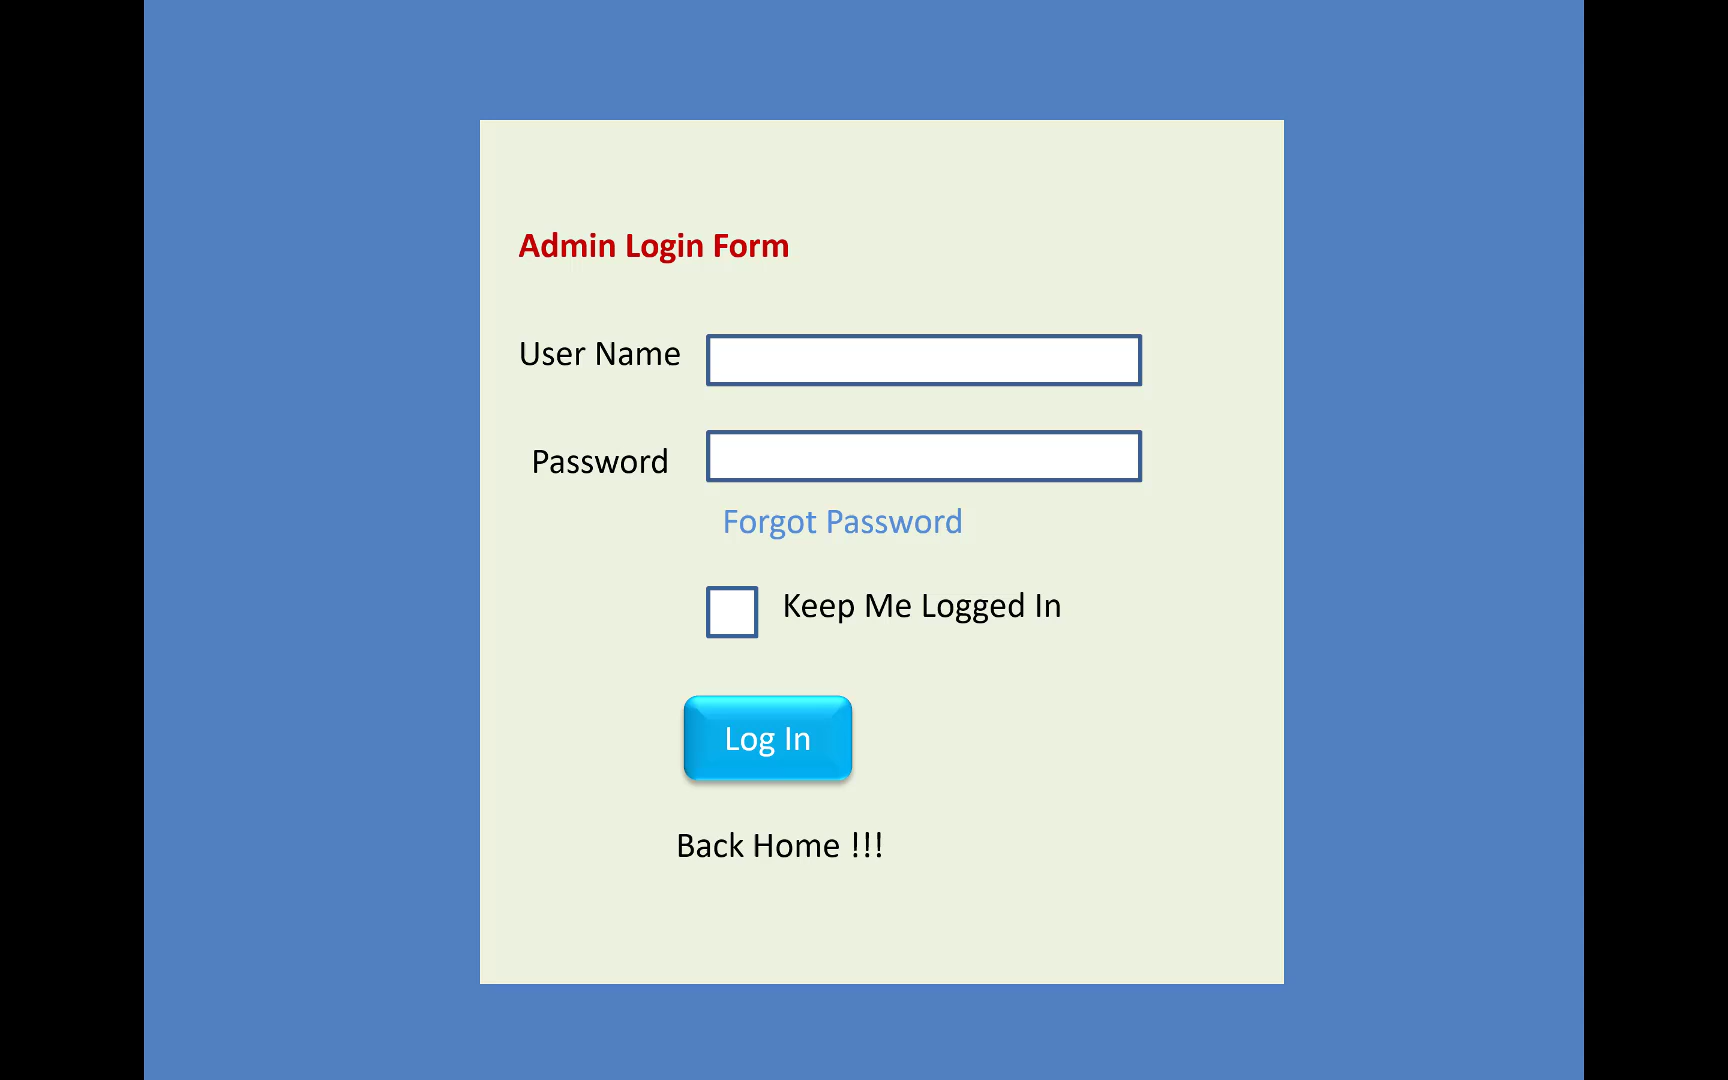 Admin Login Form
User Name
Password
Forgot Password
Keep Me Logged In
Log In
Back Home !!!